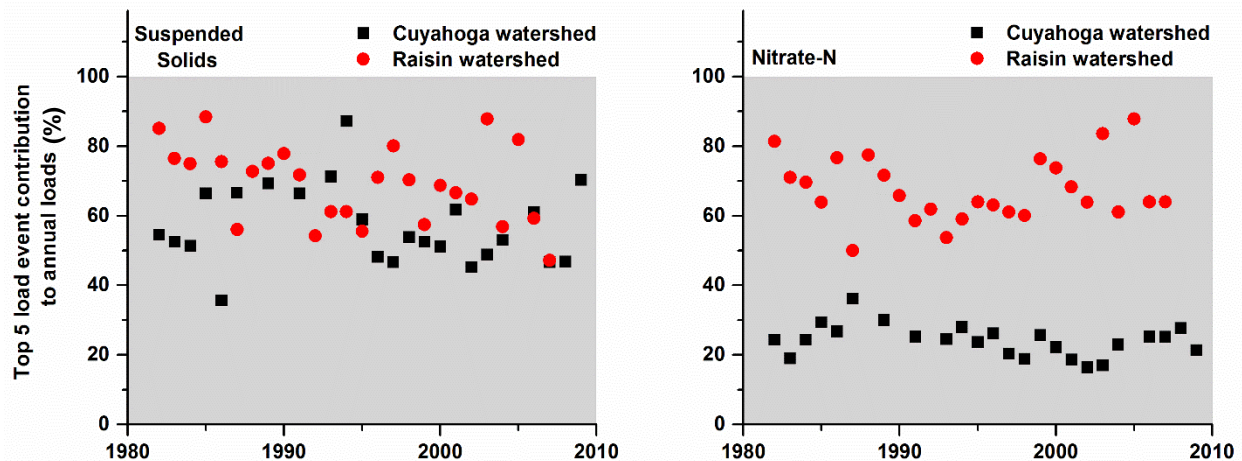 Suspended
Solids
Cuyahoga watershed
Raisin watershed
Top 5 load event contribution
to annual loads (%)
100
80
60
40
20
0
1980
1990
2000
2010
Nitrate-N
Cuyahoga watershed
Raisin watershed
100
80
60
40
20
0
1980
1990
2000
2010